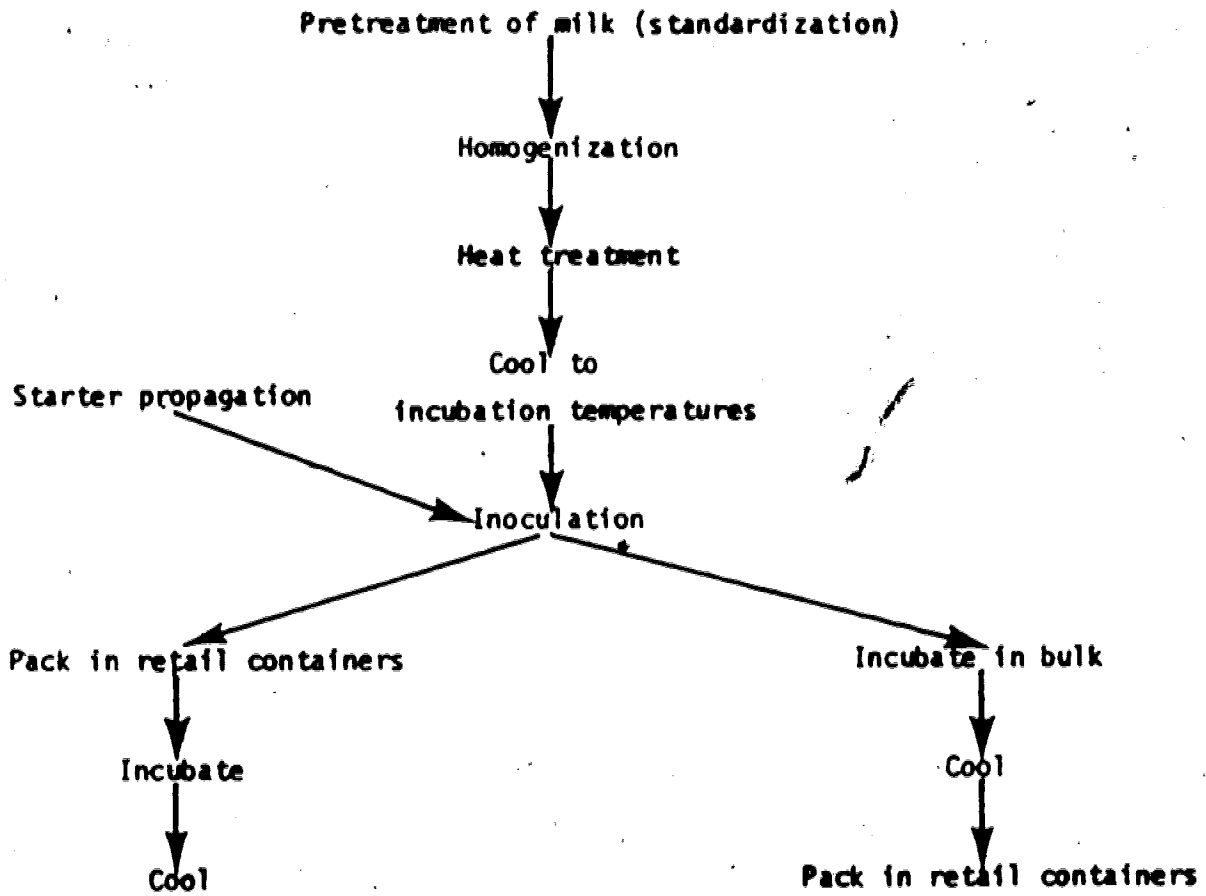 Pretreatment of milk (standardization)
Homogenization
Heat treatment
Cool to
incubation temperatures
Starter propagation
Inoculation
Pack in retail containers
Incubate
Cool
Incubate in bulk
Cool
Pack in retail containers